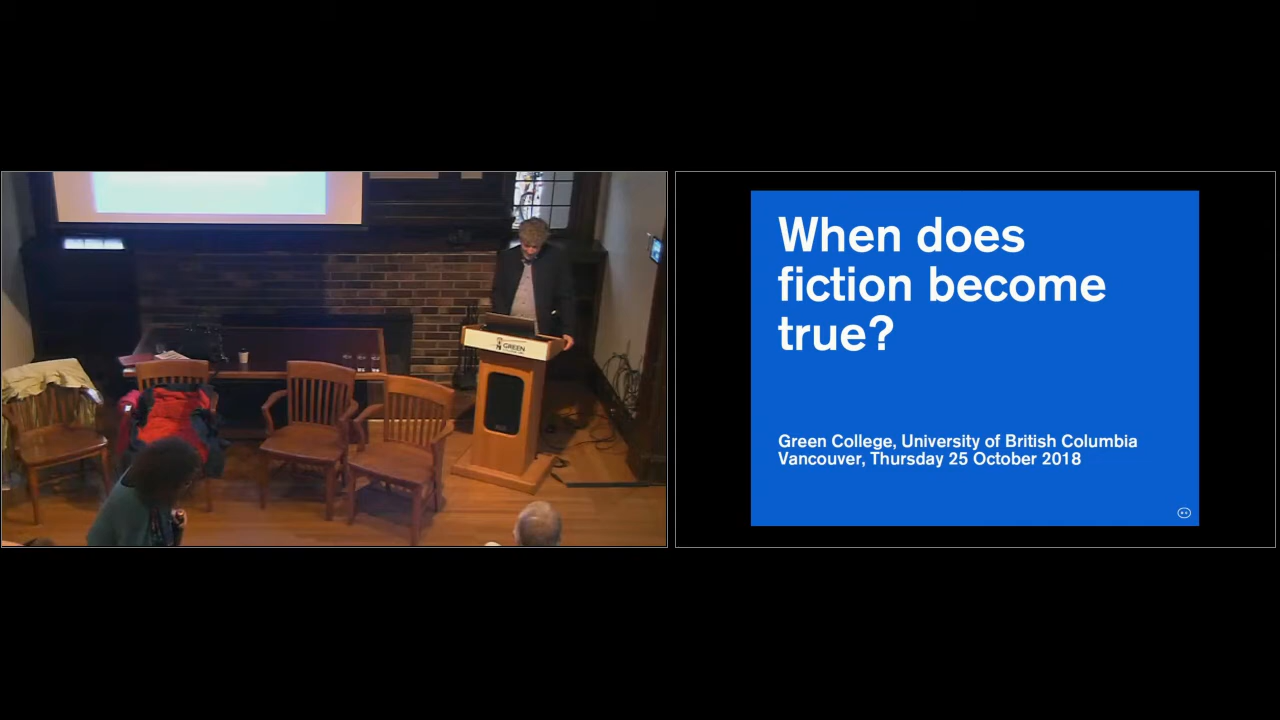 GREEN
When does
fiction become
true?
Green College, University of British Columbia
Vancouver, Thursday 25 October 2018